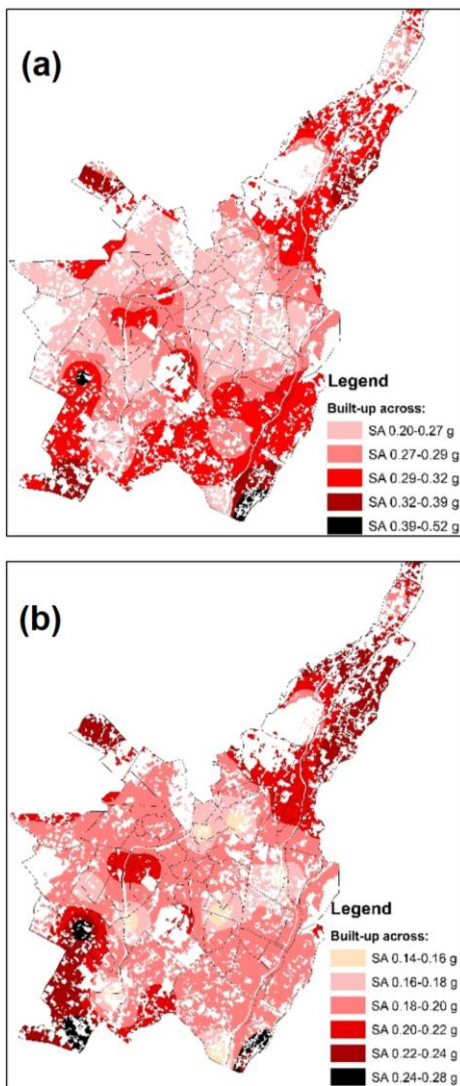 (a)
Legend
Built-up across:
SA 0.20-0.27 g
SA 0.27-0.29 g
SA 0.29-0.32 g
SA 0.32-0.39 g
SA 0.39-0.52 g
(b)
Legend
Built-up across:
SA 0.14-0.16 g
SA 0.16-0.18 g
SA 0.18-0.20 g
SA 0.20-0.22 g
SA 0.22-0.24 g
SA 0.24-0.28 g